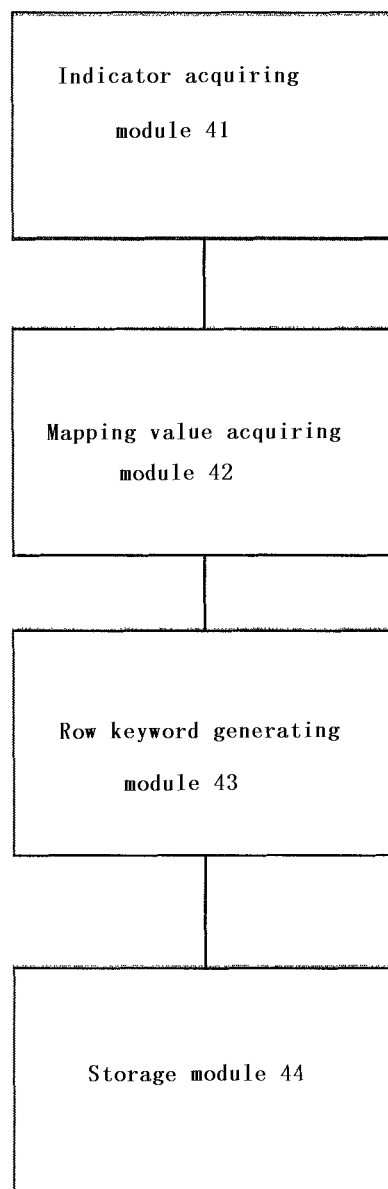 Indicator acquiring
module 41
Mapping value acquiring
module 42
Row keyword generating
module 43
Storage module 44